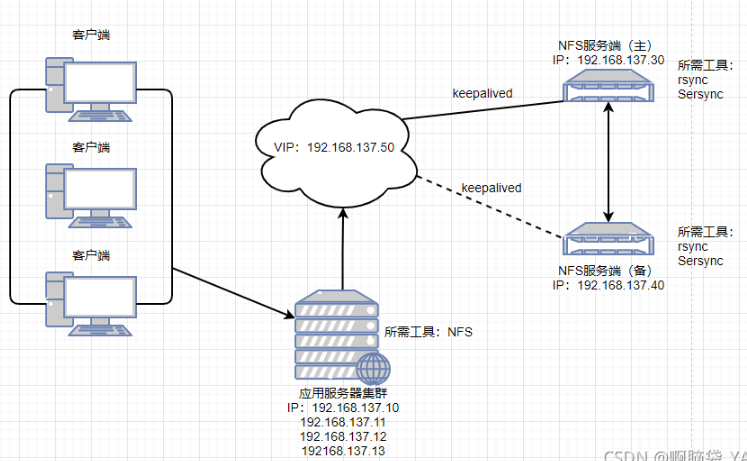 客户端
客户端
客户端
NFS服务端（主）
IP：192.168.137.30
所需工具：
rsync
Sersync
keepalived
VIP：192.168.137.50
keepalived
所需工具：
rsync
Sersync
NFS服务端（备）
IP：192.168.137.40
所需工具：NFS
应用服务器集群
IP：192.168.137.10
192.168.137.11
192.168.137.12
192168.137.13
CSDN @啊脑袋_YA